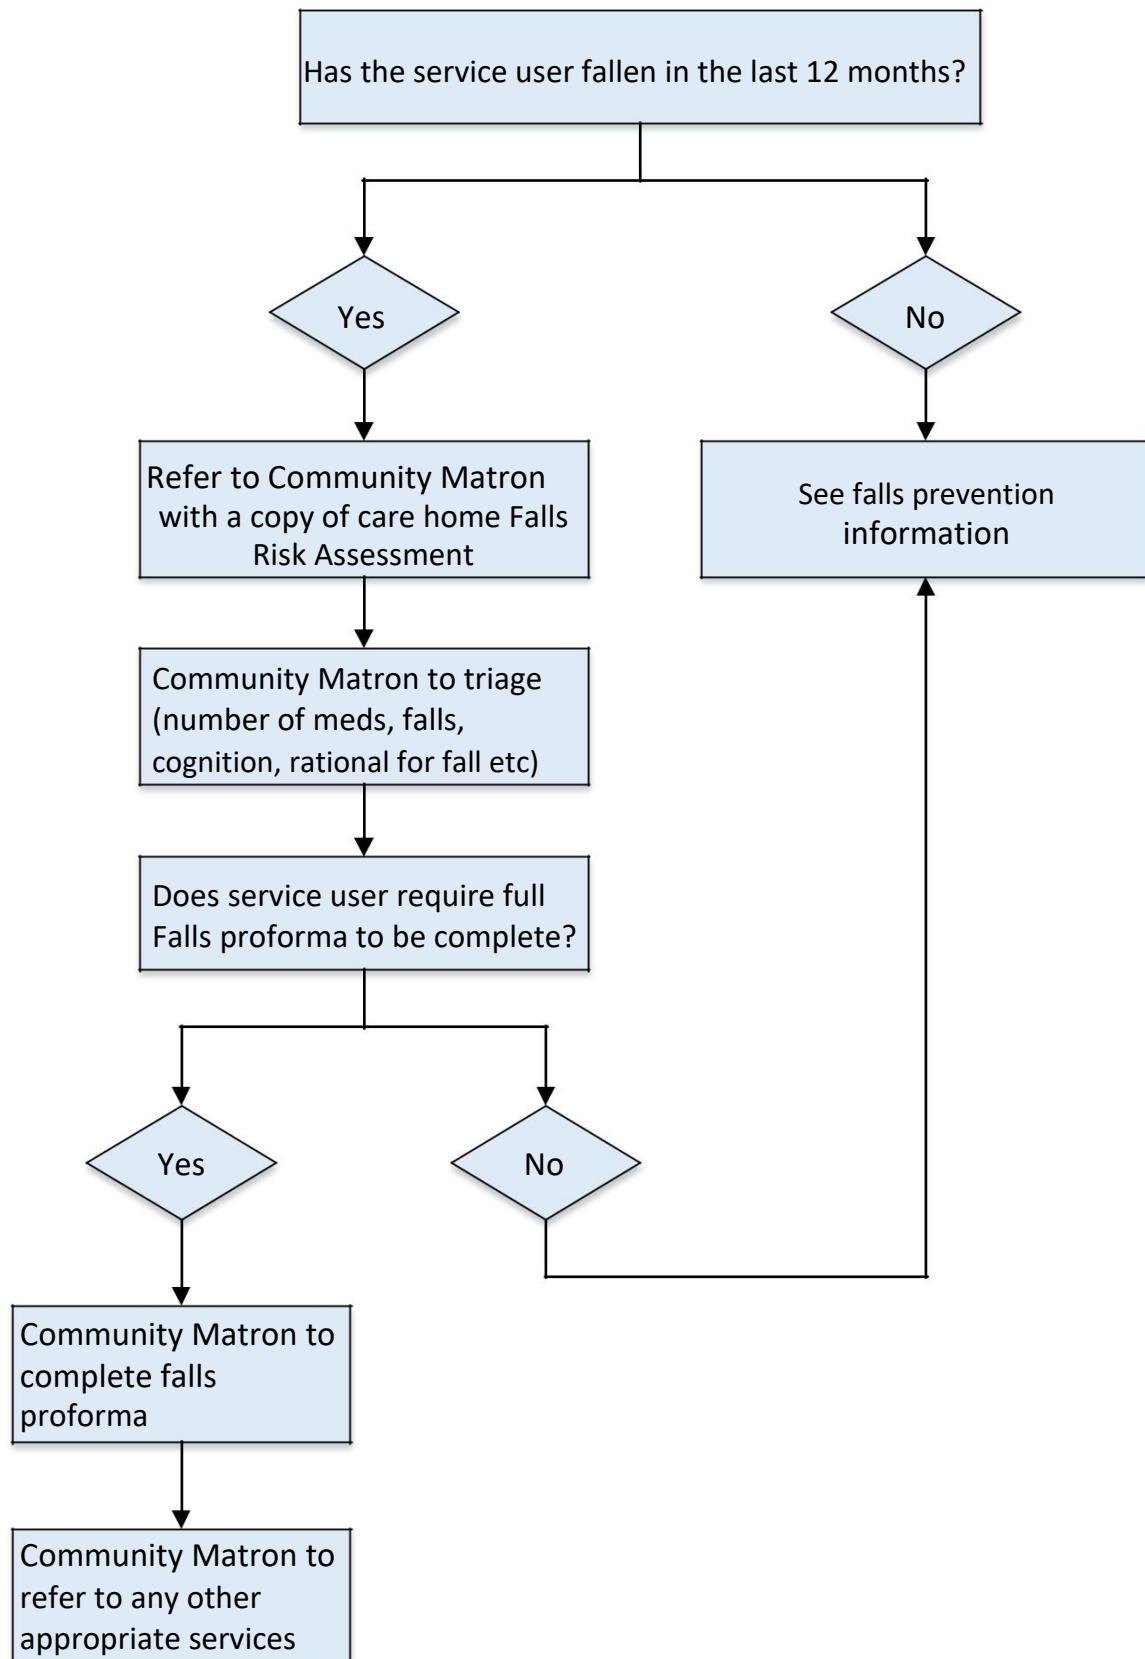 Has the service user fallen in the last 12 months?
Yes
No
Refer to Community Matron
with a copy of care home Falls
Risk Assessment
See falls prevention
information
Community Matron to triage
(number of meds, falls,
cognition, rational for fall etc)
Does service user require full
Falls proforma to be complete?
Yes
No
Community Matron to
complete falls
proforma
Community Matron to
refer to any other
appropriate services